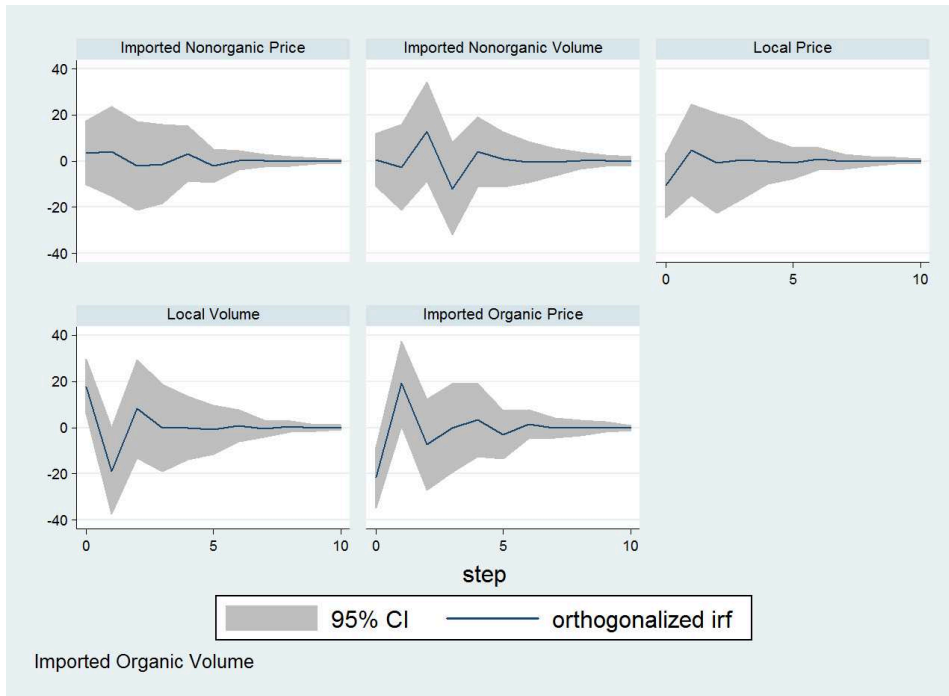 Imported Nonorganic Price
Imported Nonorganic Volume
Local Price
40
20
0
-20
-40
0 5 10
Local Volume
Imported Organic Price
40
20
0
-20
-40
0 5 10
0 5 10
step
95% CI
orthogonalized irf
Imported Organic Volume